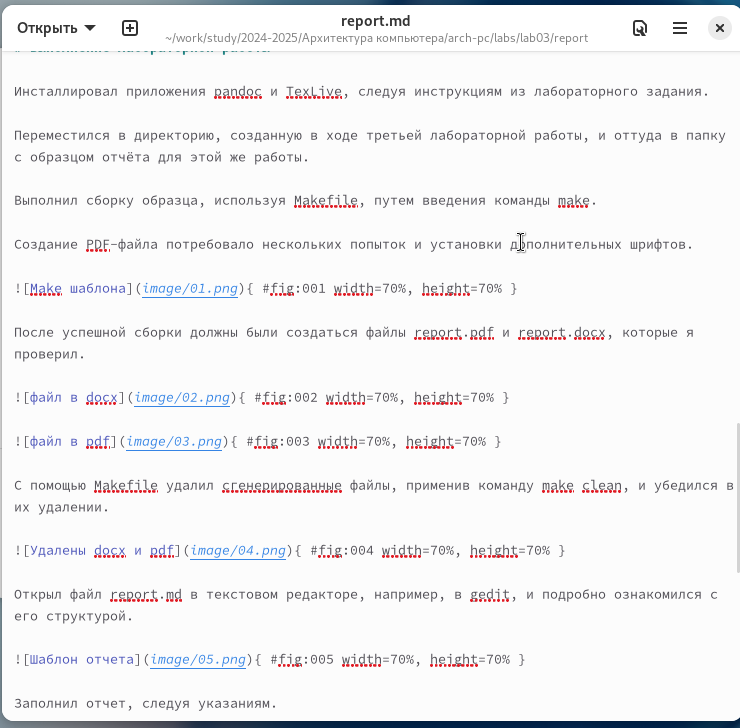 Открыть
report.md
~/work/study/2024-2025/Архитектура компьютера/arch-pc/labs/lab03/report
Инсталлировал приложения pandoc и TexLive, следуя инструкциям из лабораторного задания.
Переместился в директорию, созданную в ходе третьей лабораторной работы, и оттуда в папку
с образцом отчёта для этой же работы.
Выполнил сборку образца, используя Makefile, путем введения команды make.
Создание PDF-файла потребовало нескольких попыток и установки дополнительных шрифтов.
![Make шаблона](image/01.png){ #fig:001 width=70%, height=70% }
После успешной сборки должны были создаться файлы report.pdf и report.docx, которые я
проверил.
![файл в docx](image/02.png){ #fig:002 width=70%, height=70% }
![файл в pdf](image/03.png){ #fig:003 width=70%, height=70% }
С помощью Makefile удалил сгенерированные файлы, применив команду make clean, и убедился в
их удалении.
![Удалены docx и pdf](image/04.png){ #fig:004 width=70%, height=70% }
Открыл файл report.md в текстовом редакторе, например, в gedit, и подробно ознакомился с
его структурой.
![Шаблон отчета](image/05.png){ #fig:005 width=70%, height=70% }
Заполнил отчет, следуя указаниям.